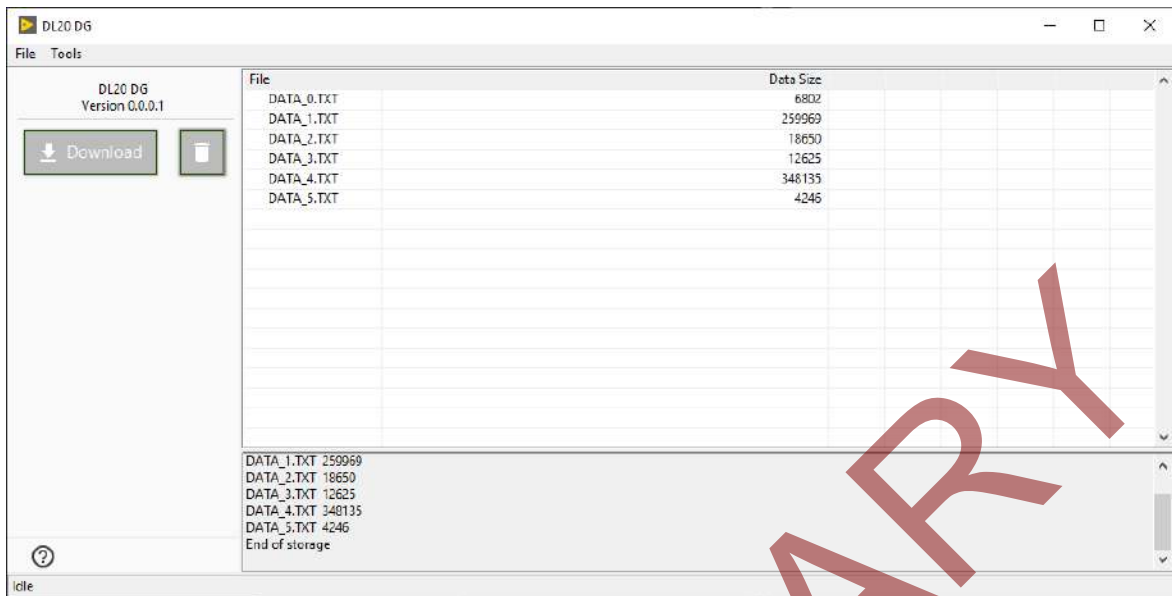 DL20 DG
File Tools
DL20 DG
Version 0.0.0.1
Download
File Data Size
DATA_0.TXT 6802
DATA_1.TXT 259969
DATA_2.TXT 18650
DATA_3.TXT 12625
DATA_4.TXT 348135
DATA_5.TXT 4246
DATA_1.TXT 259969
DATA_2.TXT 18650
DATA_3.TXT 12625
DATA_4.TXT 348135
DATA_5.TXT 4246
End of storage
Idle
ARY